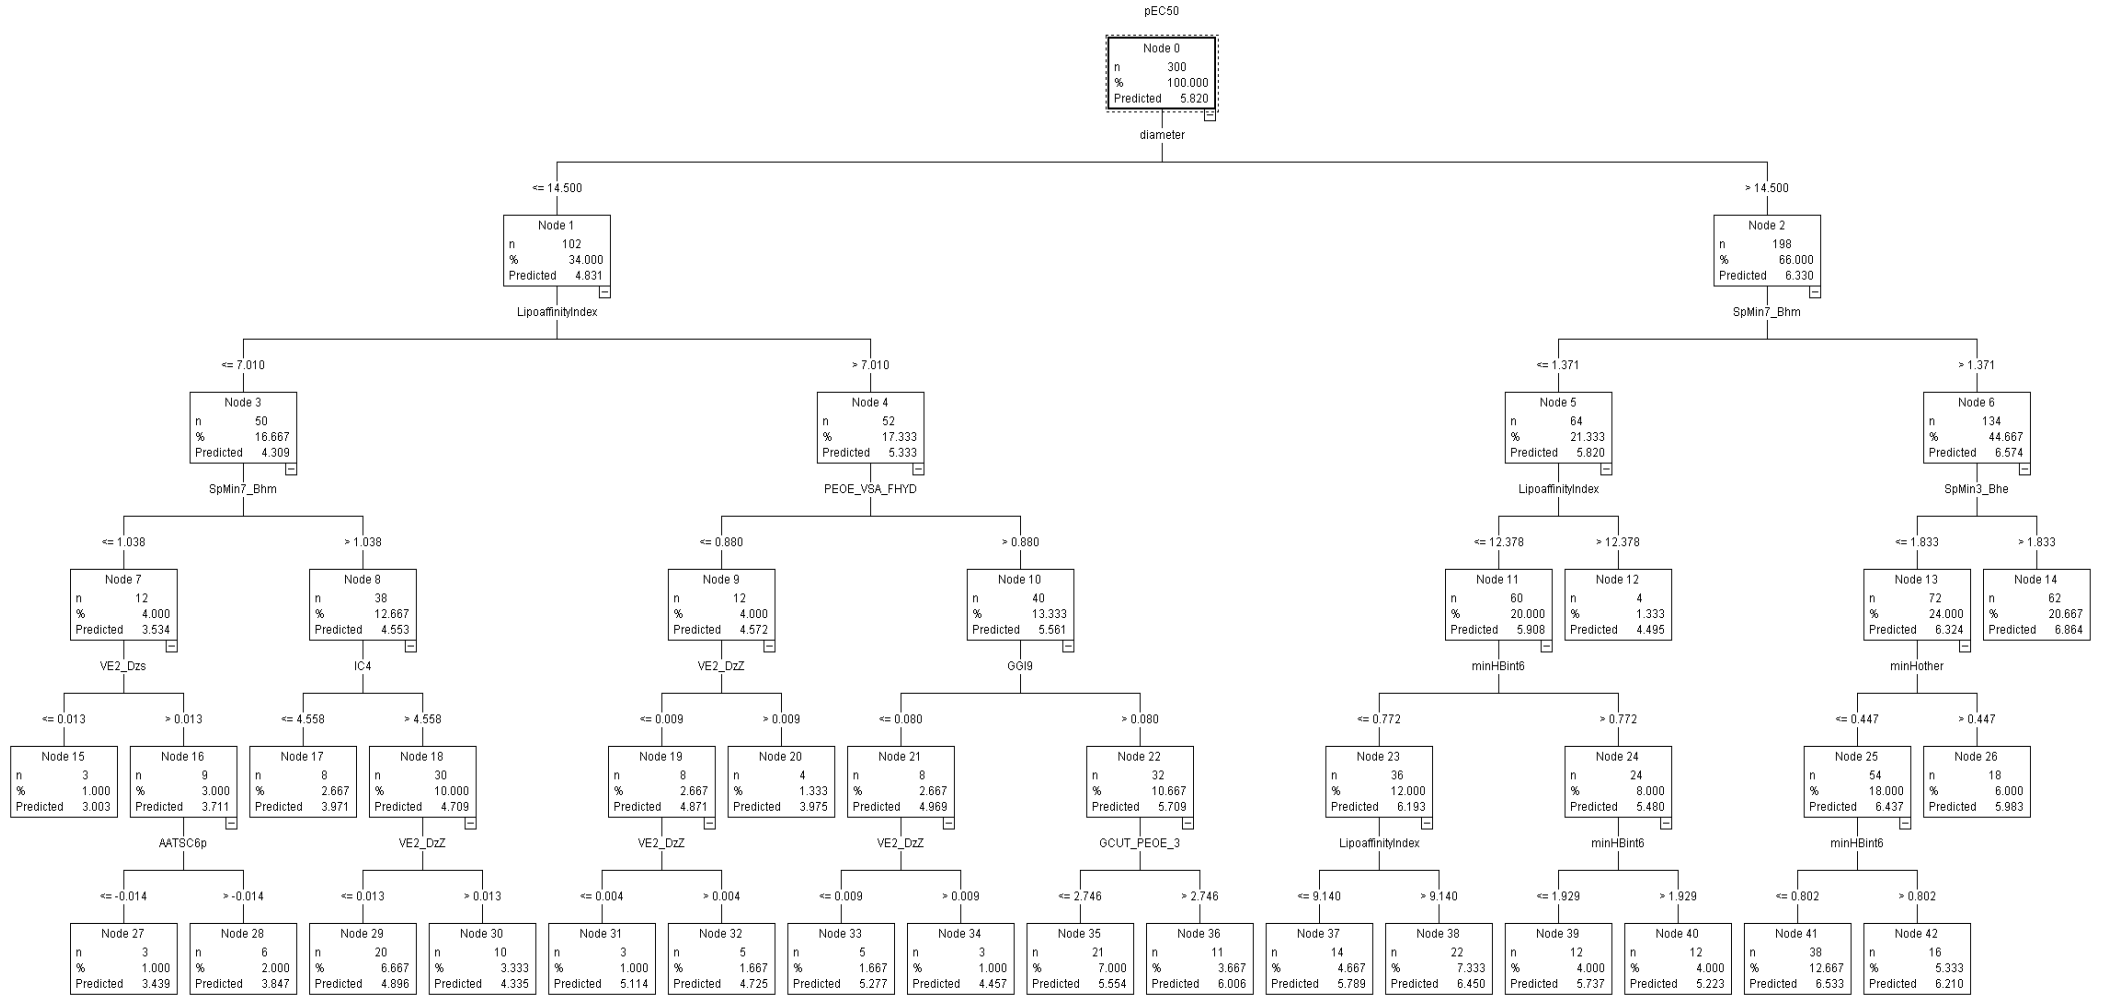 pEC50
Node 0
n 300
% 100.000
Predicted 5.820
diameter
<= 14.500
> 14.500
Node 1
n 102
% 34.000
Predicted 4.831
Node 2
n 198
% 66.000
Predicted 6.330
LipoaffinityIndex
SpMin7_Bhm
<= 7.010
> 7.010
<= 1.371
> 1.371
Node 3
n 50
% 16.667
Predicted 4.309
Node 4
n 52
% 17.333
Predicted 5.333
Node 5
n 64
% 21.333
Predicted 5.820
Node 6
n 134
% 44.667
Predicted 6.574
SpMin7_Bhm
PEOE_VSA_FHYD
LipoaffinityIndex
SpMin3_Bhe
<= 1.038
> 1.038
<= 0.880
> 0.880
<= 12.378
> 12.378
<= 1.833
> 1.833
Node 7
n 12
% 4.000
Predicted 3.534
Node 8
n 38
% 12.667
Predicted 4.553
Node 9
n 12
% 4.000
Predicted 4.572
Node 10
n 40
% 13.333
Predicted 5.561
Node 11
n 60
% 20.000
Predicted 5.908
Node 12
n 4
% 1.333
Predicted 4.495
Node 13
n 72
% 24.000
Predicted 6.324
Node 14
n 62
% 20.667
Predicted 6.864
VE2_Dzs
IC4
VE2_DzZ
GGI9
minHBint6
minHother
<= 0.013
> 0.013
<= 4.558
> 4.558
<= 0.009
> 0.009
<= 0.080
> 0.080
<= 0.772
> 0.772
<= 0.447
> 0.447
Node 15
n 3
% 1.000
Predicted 3.003
Node 16
n 9
% 3.000
Predicted 3.711
Node 17
n 8
% 2.667
Predicted 3.971
Node 18
n 30
% 10.000
Predicted 4.709
Node 19
n 8
% 2.667
Predicted 4.871
Node 20
n 4
% 1.333
Predicted 3.975
Node 21
n 8
% 2.667
Predicted 4.969
Node 22
n 32
% 10.667
Predicted 5.709
Node 23
n 36
% 12.000
Predicted 6.193
Node 24
n 24
% 8.000
Predicted 5.480
Node 25
n 54
% 18.000
Predicted 6.437
Node 26
n 18
% 6.000
Predicted 5.983
AATSC6p
VE2_DzZ
VE2_DzZ
VE2_DzZ
GCUT_PEOE_3
LipoaffinityIndex
minHBint6
minHBint6
<= -0.014
> -0.014
<= 0.013
> 0.013
<= 0.004
> 0.004
<= 0.009
> 0.009
<= 2.746
> 2.746
<= 9.140
> 9.140
<= 1.929
> 1.929
<= 0.802
> 0.802
Node 27
n 3
% 1.000
Predicted 3.439
Node 28
n 6
% 2.000
Predicted 3.847
Node 29
n 20
% 6.667
Predicted 4.896
Node 30
n 10
% 3.333
Predicted 4.335
Node 31
n 3
% 1.000
Predicted 5.114
Node 32
n 5
% 1.667
Predicted 4.725
Node 33
n 5
% 1.667
Predicted 5.277
Node 34
n 3
% 1.000
Predicted 4.457
Node 35
n 21
% 7.000
Predicted 5.554
Node 36
n 11
% 3.667
Predicted 6.006
Node 37
n 14
% 4.667
Predicted 5.789
Node 38
n 22
% 7.333
Predicted 6.450
Node 39
n 12
% 4.000
Predicted 5.737
Node 40
n 12
% 4.000
Predicted 5.223
Node 41
n 38
% 12.667
Predicted 6.533
Node 42
n 16
% 5.333
Predicted 6.210